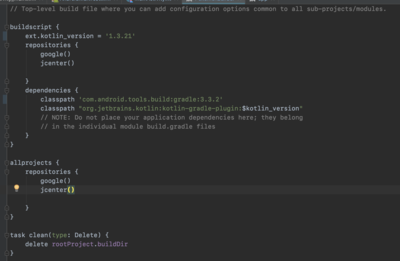 // Top-level build file where you can add configuration options common to all sub-projects/modules.
buildscript {
ext.kotlin_version = '1.3.21'
repositories {
google()
jcenter()
}
dependencies {
classpath 'com.android.tools.build:gradle:3.3.2'
classpath "org.jetbrains.kotlin:kotlin-gradle-plugin:$kotlin_version"
// NOTE: Do not place your application dependencies here; they belong
// in the individual module build.gradle files
}
}
allprojects {
repositories {
google()
jcenter()
}
}
task clean(type: Delete) {
delete rootProject.buildDir
}